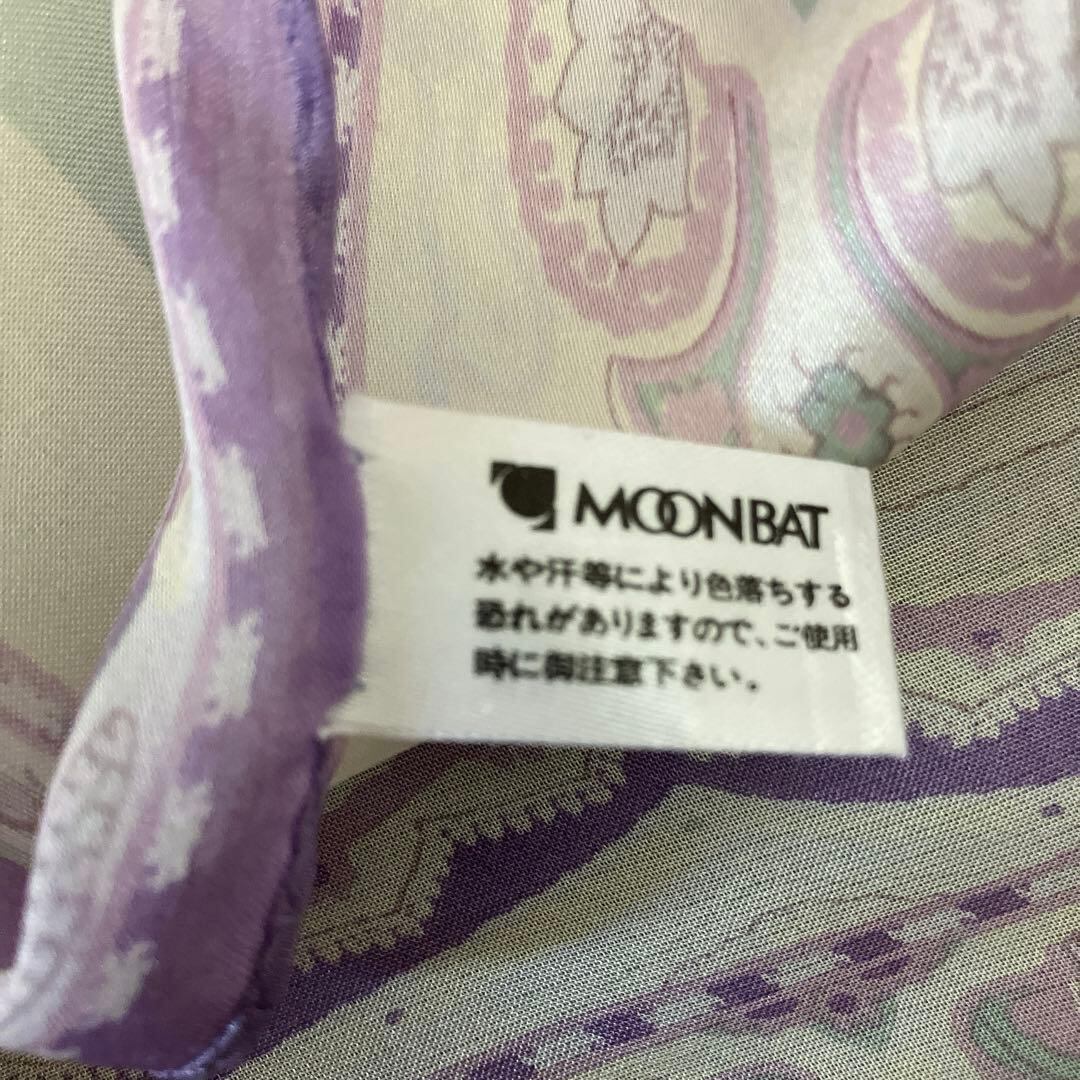 MOONBAT
水や汗等により色落ちする
恐れがありますので、ご使用
時に御注意下さい。